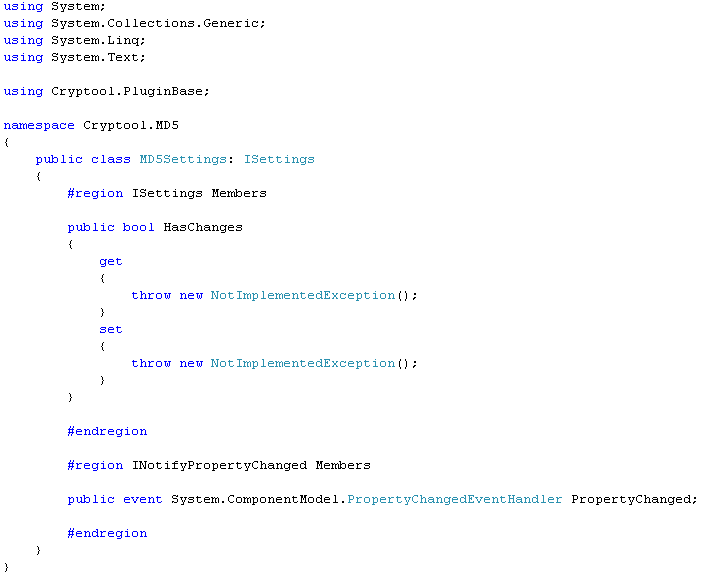 using System;
using System.Collections.Generic;
using System.Linq;
using System.Text;

using Cryptool.PluginBase;

namespace Cryptool.MD5
{
    public class MD5Settings: ISettings
    {
        #region ISettings Members

        public bool HasChanges
        {
            get
            {
                throw new NotImplementedException();
            }
            set
            {
                throw new NotImplementedException();
            }
        }

        #endregion

        #region INotifyPropertyChanged Members

        public event System.ComponentModel.PropertyChangedEventHandler PropertyChanged;

        #endregion
    }
}